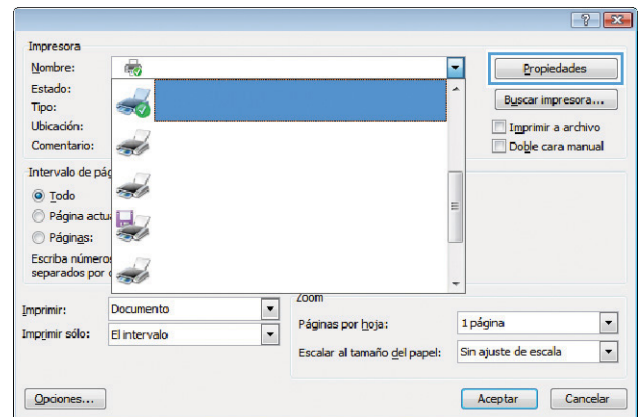 Impresora
Nombre:
Propiedades
Estado:
Tipo:
Buscar impresora...
Ubicación:
Imprimir a archivo
Comentario:
Doble cara manual
Intervalo de pág
Todo
Página actua
Páginas:
Escriba números
separados por c
Imprimir: Documento
Imprimir sólo: El intervalo
Zoom
Páginas por hoja: 1 página
Escalar al tamaño del papel: Sin ajuste de escala
Opciones...
Aceptar Cancelar